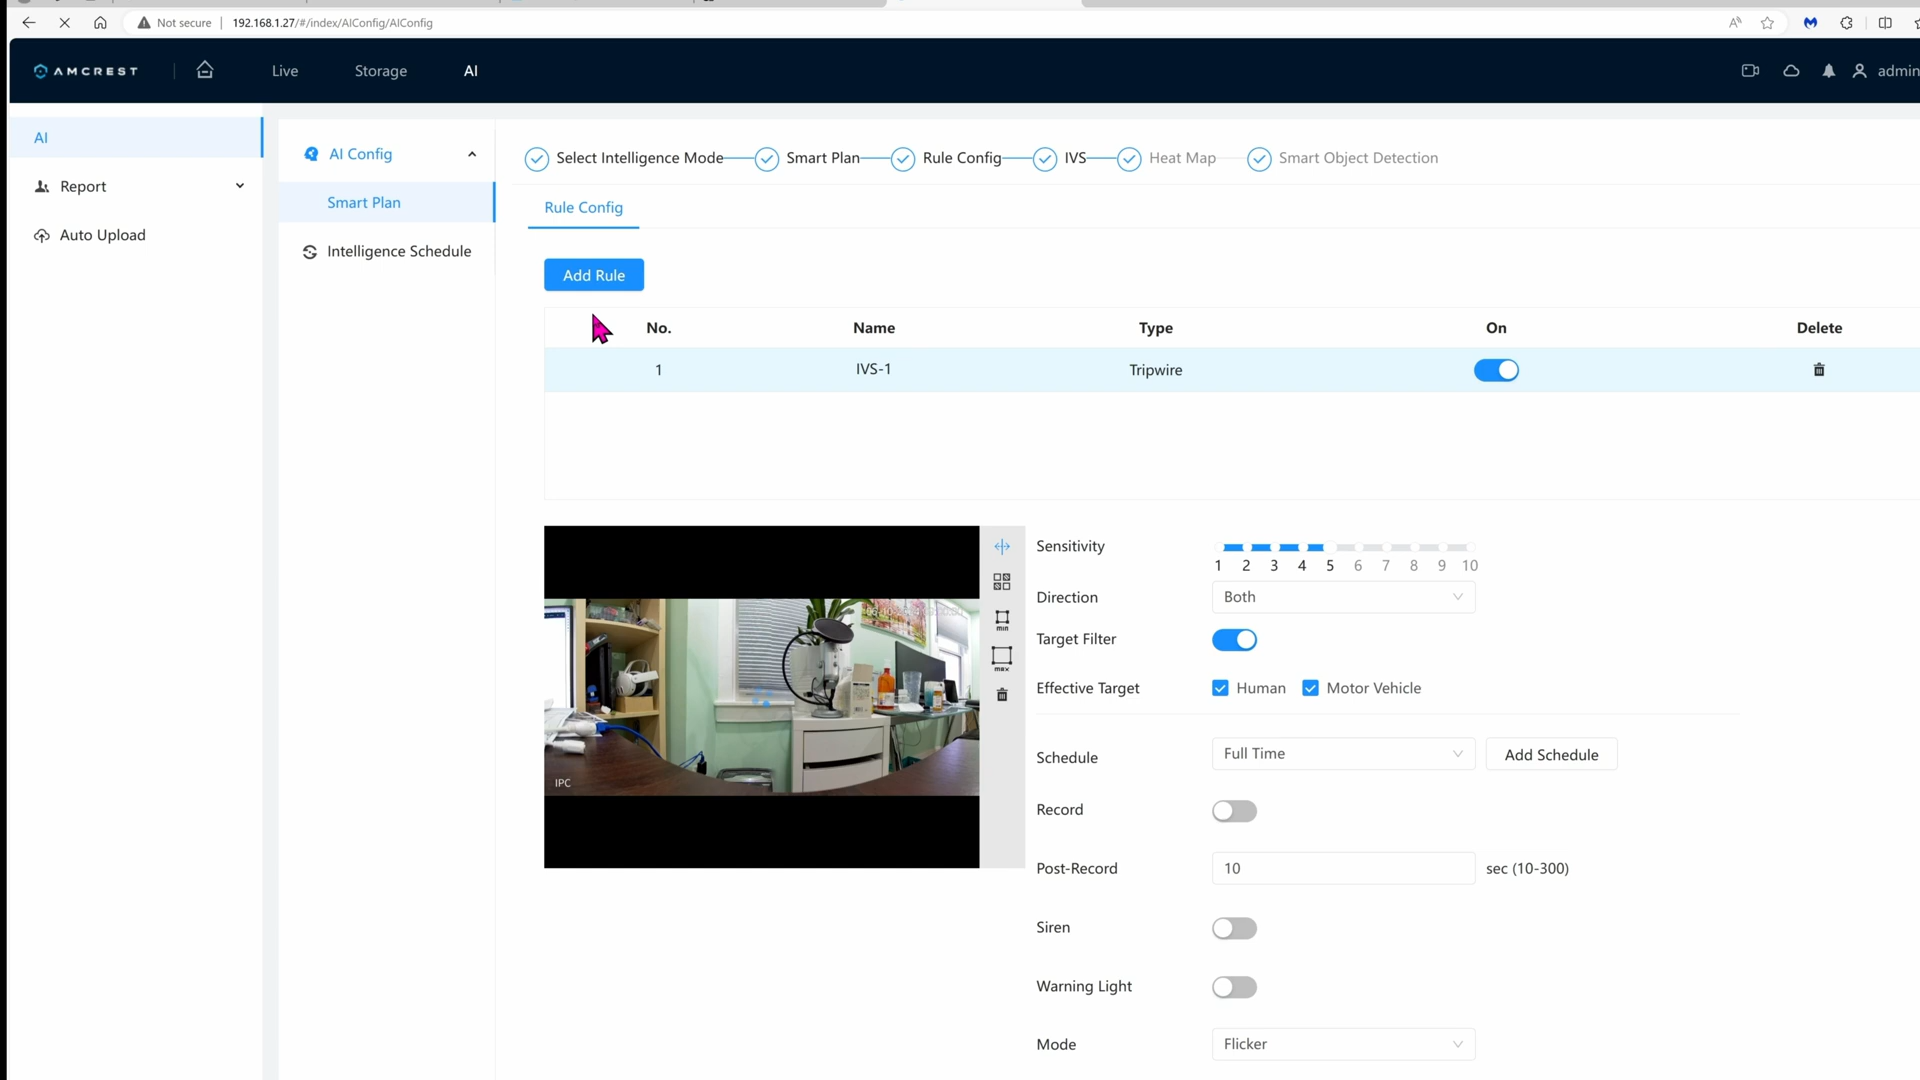 Not secure 192.168.1.27/#/index/AIConfig/AIConfig
AMCREST Live Storage AI admin
AI
Report
Auto Upload
AI Config
Smart Plan
Intelligence Schedule
Select Intelligence Mode Smart Plan Rule Config IVS Heat Map Smart Object Detection
Rule Config
Add Rule
No. Name Type On Delete
1 IVS-1 Tripwire
min
max
IPC
Sensitivity
1 2 3 4 5 6 7 8 9 10
Direction Both
Target Filter
Effective Target Human Motor Vehicle
Schedule Full Time Add Schedule
Record
Post-Record 10 sec (10-300)
Siren
Warning Light
Mode Flicker